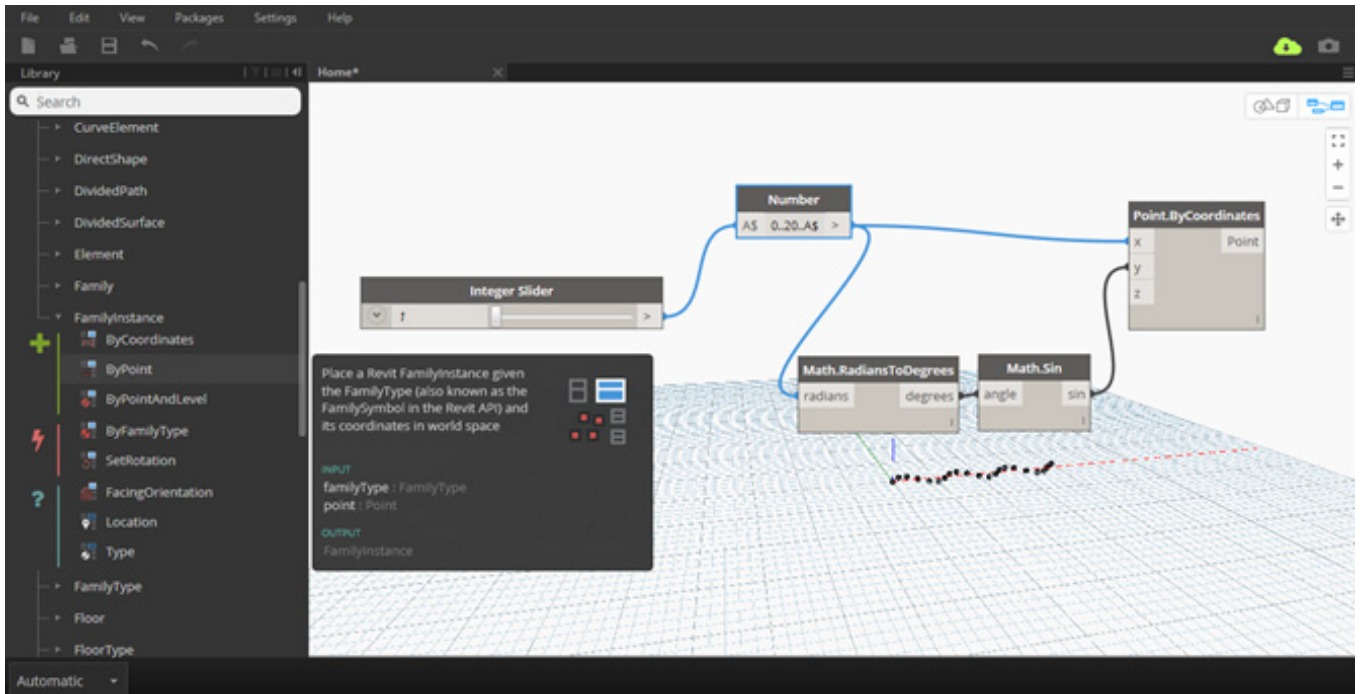 File Edit View Packages Settings Help
Library
Home*
Search
CurveElement
DirectShape
DividedPath
DividedSurface
Element
Family
FamilyInstance
ByCoordinates
ByPoint
ByPointAndLevel
ByFamilyType
SetRotation
FacingOrientation
Location
Type
FamilyType
Floor
FloorType
Automatic
Number
A$ 0..20..A$ >
Point.ByCoordinates
x Point
y
z
Integer Slider
1 >
Math.RadiansToDegrees
radians degrees
Math.Sin
angle sin
Place a Revit FamilyInstance given
the FamilyType (also known as the
FamilySymbol in the Revit API) and
its coordinates in world space
INPUT
familyType : FamilyType
point : Point
OUTPUT
FamilyInstance